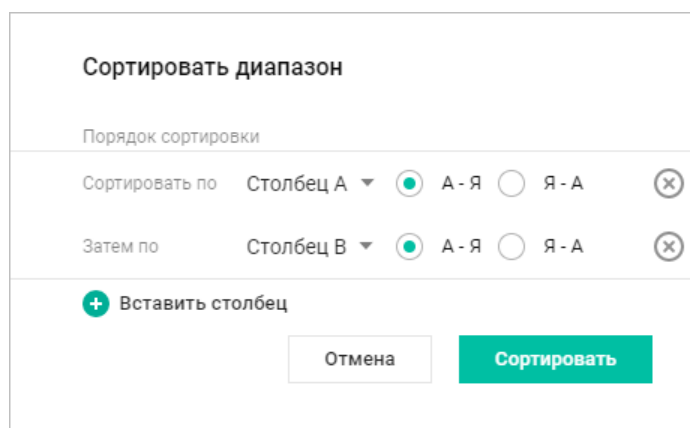 Сортировать диапазон
Порядок сортировки
Сортировать по Столбец A А - Я Я - А
Затем по Столбец B А - Я Я - А
Вставить столбец
Отмена Сортировать